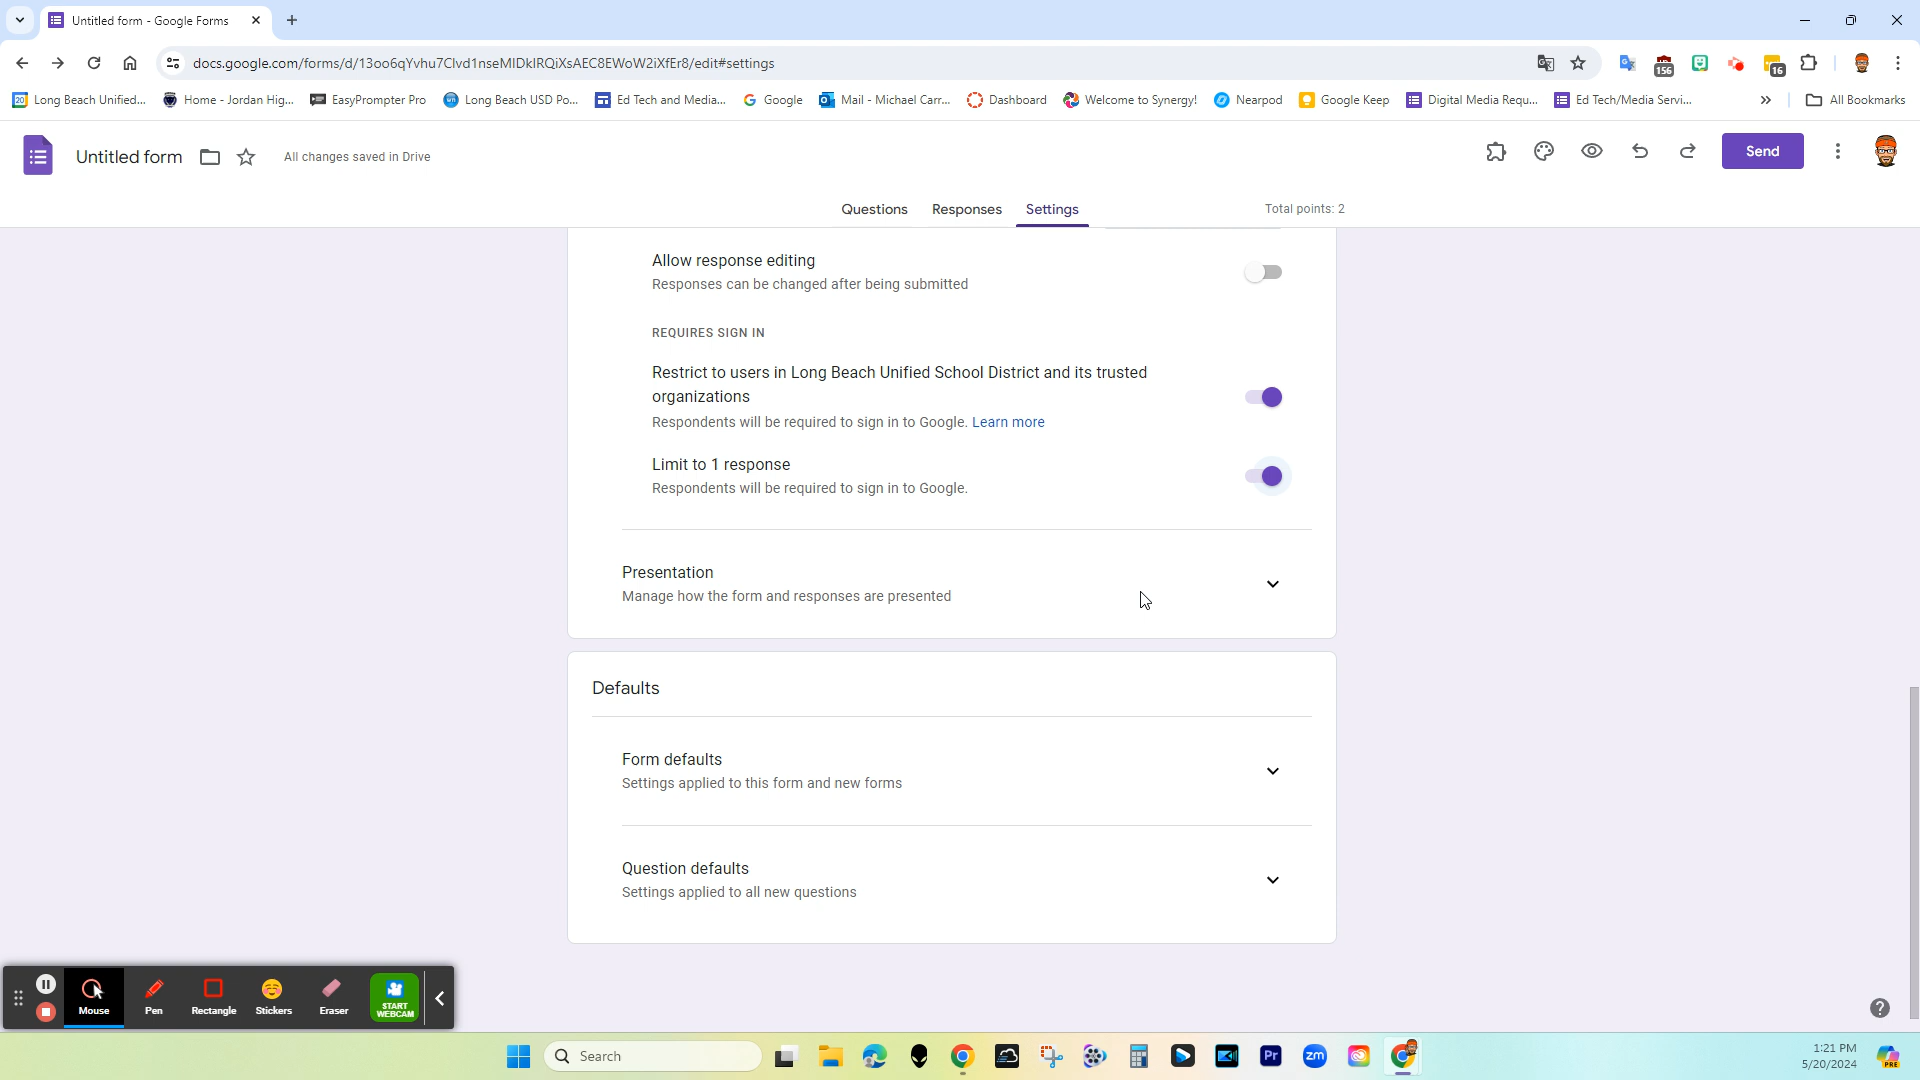 Untitled form - Google Forms
docs.google.com/forms/d/13oo6qYvhu7Clvd1nseMIDkIRQiXsAEC8EWoW2iXfEr8/edit#settings
156
16
Long Beach Unified...
Home - Jordan Hig...
EasyPrompter Pro
Long Beach USD Po...
Ed Tech and Media...
Google
Mail - Michael Carr...
Dashboard
Welcome to Synergy!
Nearpod
Google Keep
Digital Media Requ...
Ed Tech/Media Servi...
All Bookmarks
Untitled form
All changes saved in Drive
Send
Questions
Responses
Settings
Total points: 2
Allow response editing
Responses can be changed after being submitted
REQUIRES SIGN IN
Restrict to users in Long Beach Unified School District and its trusted
organizations
Respondents will be required to sign in to Google. Learn more
Limit to 1 response
Respondents will be required to sign in to Google.
Presentation
Manage how the form and responses are presented
Defaults
Form defaults
Settings applied to this form and new forms
Question defaults
Settings applied to all new questions
Mouse
Pen
Rectangle
Stickers
Eraser
START
WEBCAM
Search
Pr
zm
1:21 PM
5/20/2024
PRE